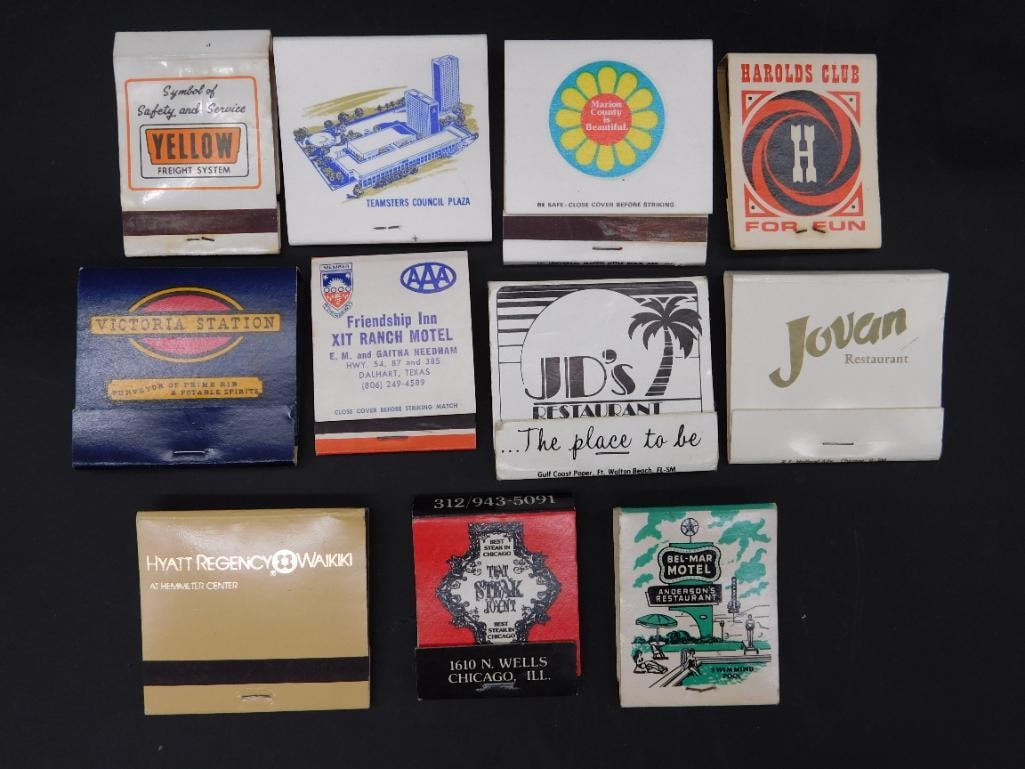 Symbol of
Safety and Service
YELLOW
FREIGHT SYSTEM
TEAMSTERS COUNCIL PLAZA
Marion
County
is
Beautiful.
BE SAFE-CLOSE COVER BEFORE STRIKING
HAROLDS CLUB
H
FOR FUN
VICTORIA STATION
PURVEYOR OF PRIME RIB
& POTABLE SPIRITS
AAA
Friendship Inn
XIT RANCH MOTEL
E. M. and GAITHA NEEDHAM
HWY. 54, 87 and 385
DALHART, TEXAS
(806) 249-4589
CLOSE COVER BEFORE STRIKING MATCH
JD's
RESTAURANT
...The place to be
Gulf Coast Paper, Ft. Walton Beach, FL-SM
Jovan
Restaurant
HYATT REGENCY WAIKIKI
AT HEMMETER CENTER
312/943-5091
BEST
STEAK IN
CHICAGO
THAT
STEAK
JOYNT
BEST
STEAK IN
CHICAGO
1610 N. WELLS
CHICAGO, ILL.
BEL-MAR
MOTEL
ANDERSON'S
RESTAURANT
SWIMMING
POOL